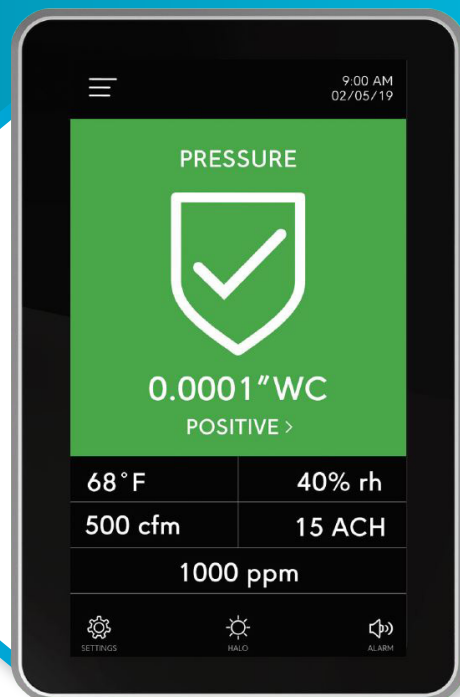 9:00 AM
02/05/19
PRESSURE
0.0001"WC
POSITIVE >
68°F
40% rh
500 cfm
15 ACH
1000 ppm
SETTINGS
HALO
ALARM